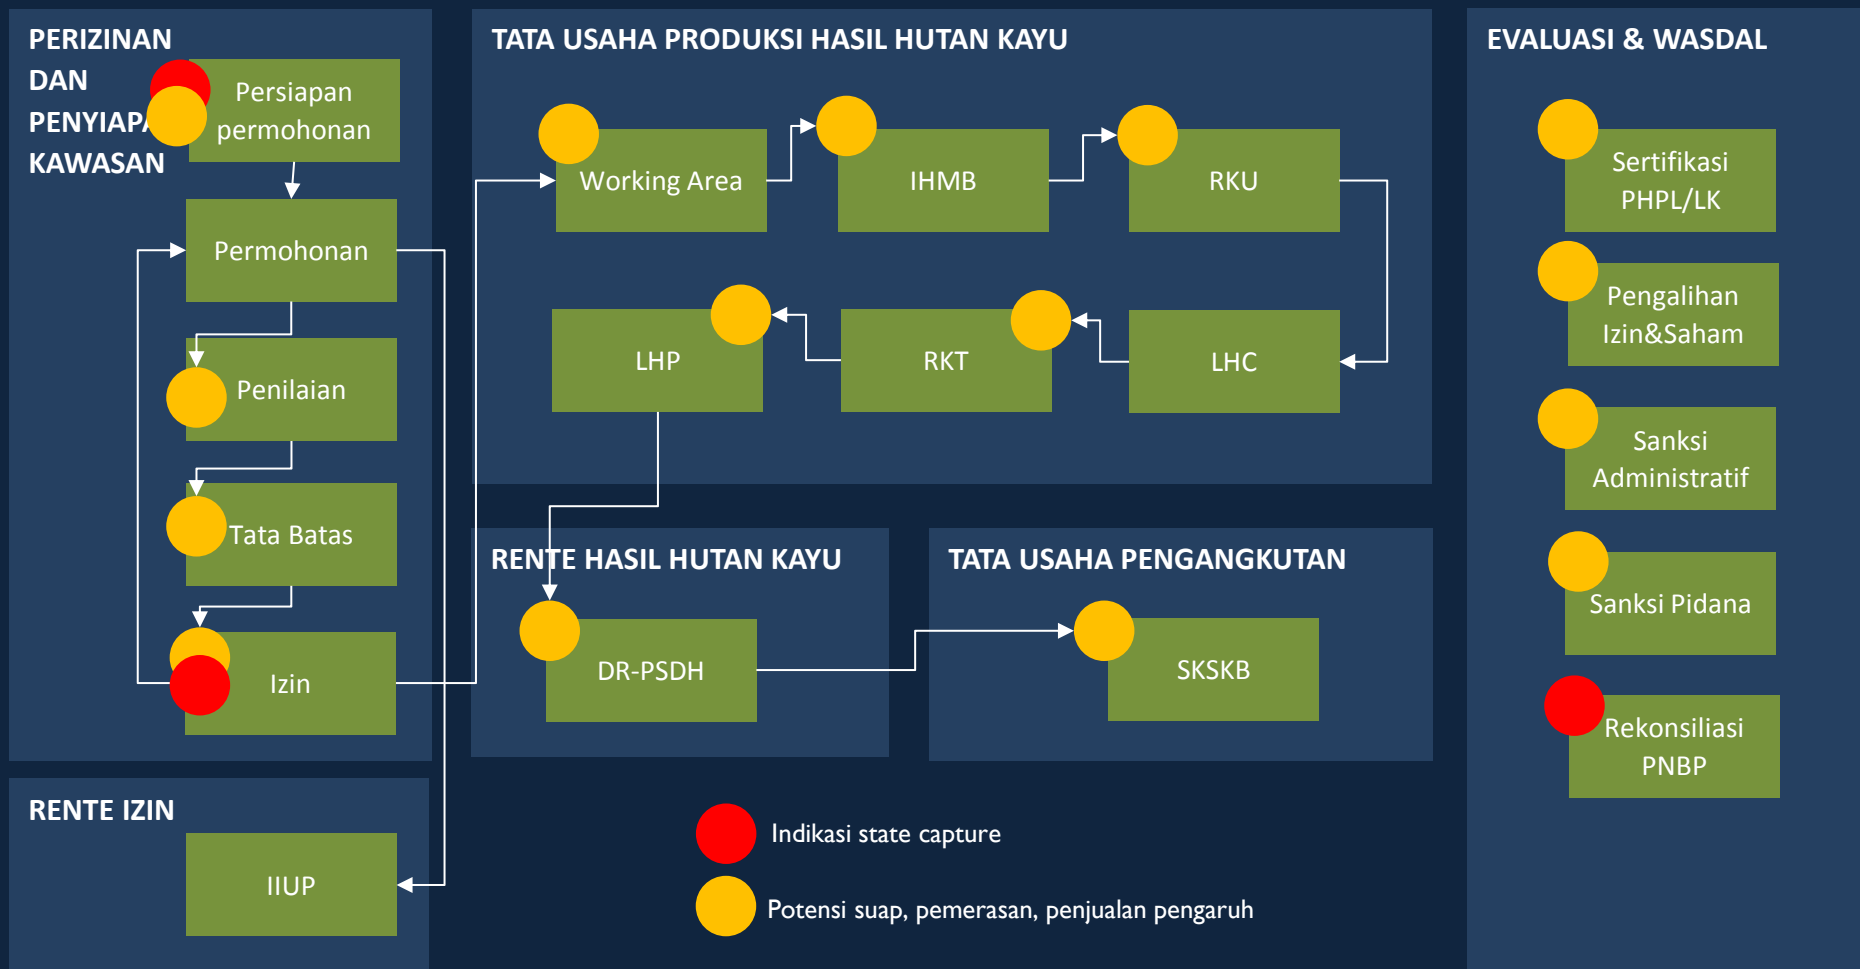 PERIZINAN
DAN
PENYIAPA
KAWASAN
Persiapan
permohonan
Permohonan
Penilaian
Tata Batas
Izin
RENTE IZIN
IIUP
TATA USAHA PRODUKSI HASIL HUTAN KAYU
Working Area
IHMB
RKU
LHP
RKT
LHC
RENTE HASIL HUTAN KAYU
DR-PSDH
TATA USAHA PENGANGKUTAN
SKSKB
Indikasi state capture
Potensi suap, pemerasan, penjualan pengaruh
EVALUASI & WASDAL
Sertifikasi
PHPL/LK
Pengalihan
Izin&Saham
Sanksi
Administratif
Sanksi Pidana
Rekonsiliasi
PNBP